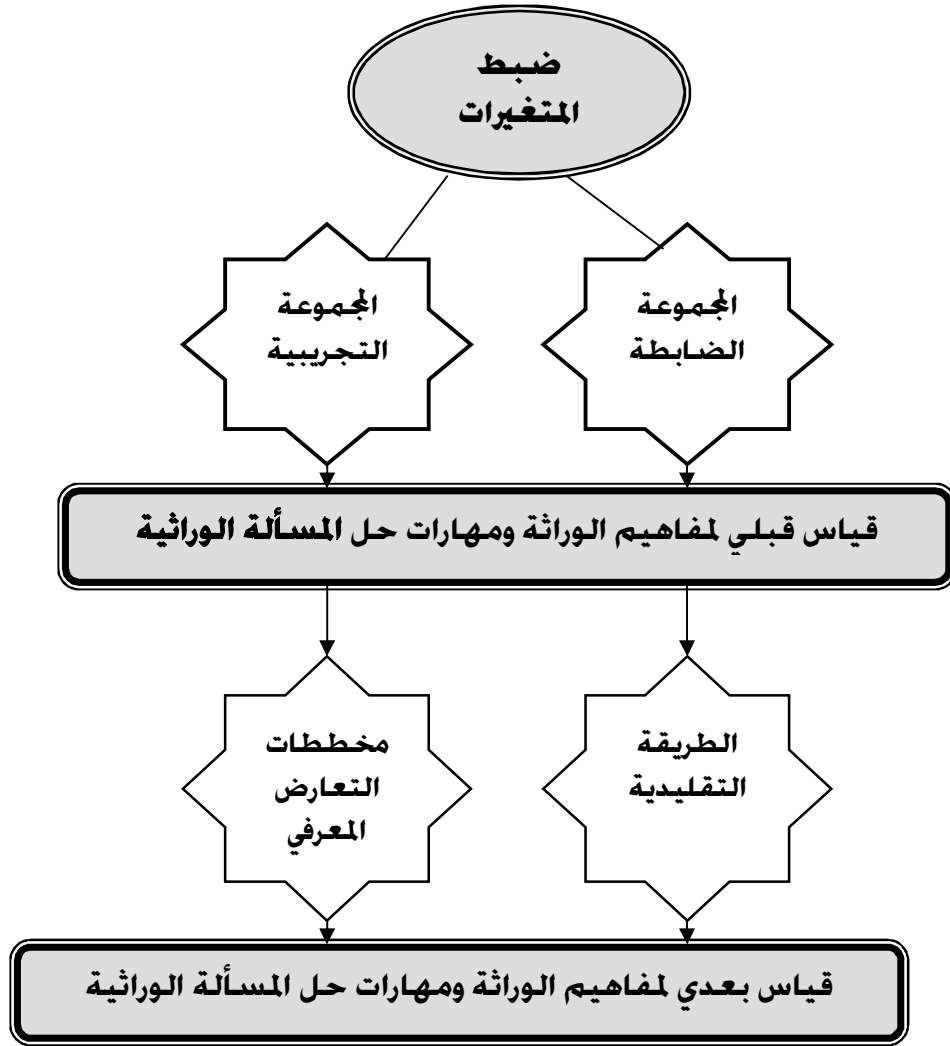 ضبط
المتغيرات
المجموعة
الضابطة
المجموعة
التجريبية
قياس قبلي لمفاهيم الوراثة ومهارات حل المسألة الوراثية
الطريقة
التقليدية
مخططات
التعارض
المعرفي
قياس بعدي لمفاهيم الوراثة ومهارات حل المسألة الوراثية